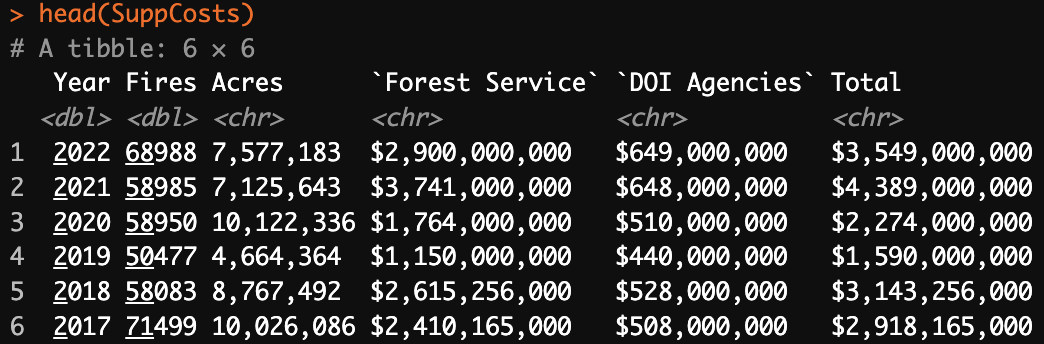 > head(SuppCosts)
# A tibble: 6 × 6
   Year Fires Acres      `Forest Service` `DOI Agencies` Total
  <dbl> <dbl> <chr>      <chr>            <chr>          <chr>
1  2022 68988 7,577,183  $2,900,000,000   $649,000,000   $3,549,000,000
2  2021 58985 7,125,643  $3,741,000,000   $648,000,000   $4,389,000,000
3  2020 58950 10,122,336 $1,764,000,000   $510,000,000   $2,274,000,000
4  2019 50477 4,664,364  $1,150,000,000   $440,000,000   $1,590,000,000
5  2018 58083 8,767,492  $2,615,256,000   $528,000,000   $3,143,256,000
6  2017 71499 10,026,086 $2,410,165,000   $508,000,000   $2,918,165,000